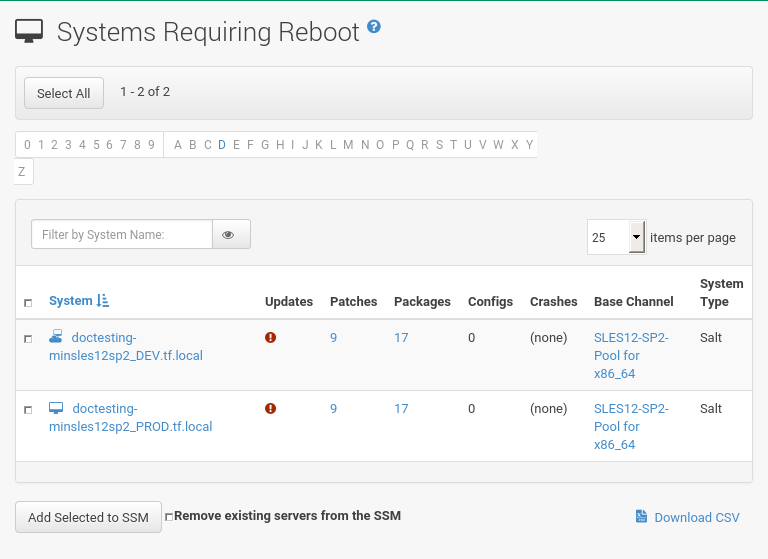 Systems Requiring Reboot
Select All 1 - 2 of 2
0 1 2 3 4 5 6 7 8 9 A B C D E F G H I J K L M N O P Q R S T U V W X Y
Z
Filter by System Name: 25 items per page
System Updates Patches Packages Configs Crashes Base Channel System Type
doctesting- 9 17 0 (none) SLES12-SP2- Salt
minsles12sp2_DEV.tf.local Pool for
x86_64
doctesting- 9 17 0 (none) SLES12-SP2- Salt
minsles12sp2_PROD.tf.local Pool for
x86_64
Add Selected to SSM Remove existing servers from the SSM Download CSV